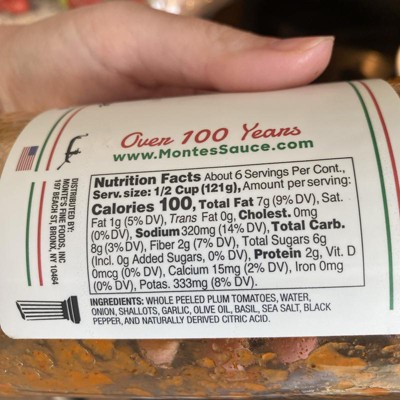 Over 100 Years
www.MontesSauce.com
Nutrition Facts About 6 Servings Per Cont.,
Serv. size: 1/2 Cup (121g), Amount per serving:
Calories 100, Total Fat 7g (9% DV), Sat.
Fat 1g (5% DV), Trans Fat 0g, Cholest. 0mg
(0% DV), Sodium 320mg (14% DV), Total Carb.
8g (3% DV), Fiber 2g (7% DV), Total Sugars 6g
(Incl. 0g Added Sugars, 0% DV), Protein 2g, Vit. D
0mcg (0% DV), Calcium 15mg (2% DV), Iron 0mg
(0% DV), Potas. 333mg (8% DV).
INGREDIENTS: WHOLE PEELED PLUM TOMATOES, WATER,
ONION, SHALLOTS, GARLIC, OLIVE OIL, BASIL, SEA SALT, BLACK
PEPPER, AND NATURALLY DERIVED CITRIC ACID.
DISTRIBUTED BY:
MONTE'S FINE FOODS, INC
197 BEACH ST, BRONX, NY 10464